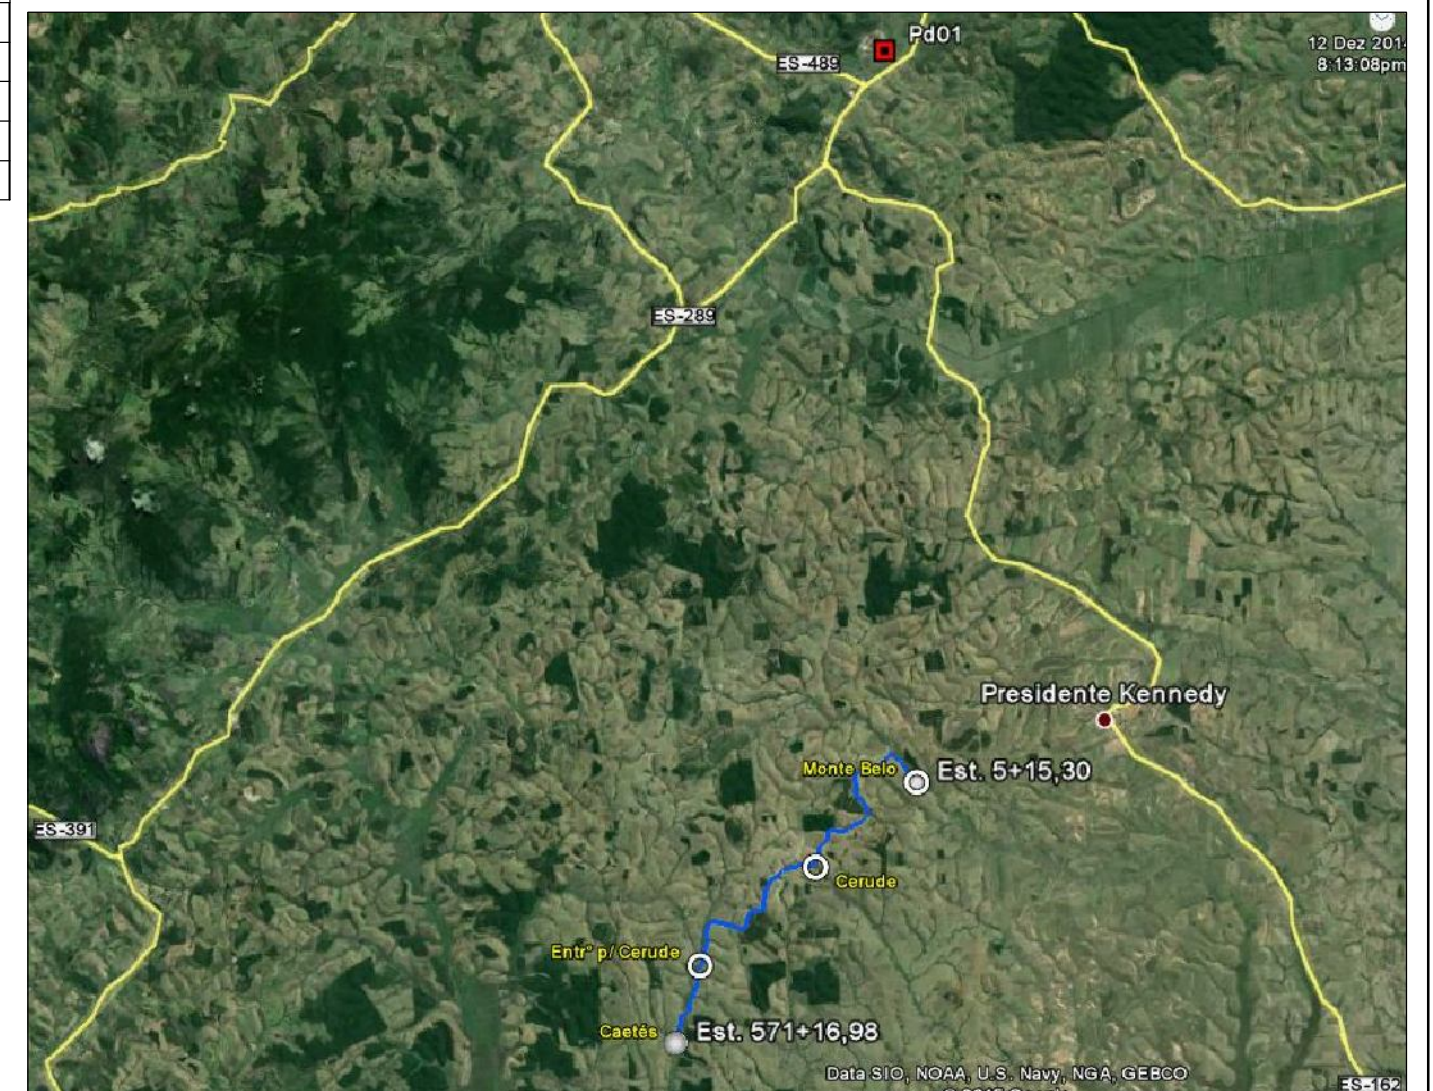 Pd01
12 Dez 201
8:13:08pm
ES-489
ES-289
Presidente Kennedy
Monte Belo
Est. 5+15,30
ES-391
Cerude
Entrº p/ Cerude
Caetés
Est. 571+16,98
Data SIO, NOAA, U.S. Navy, NGA, GEBCO
ES-162